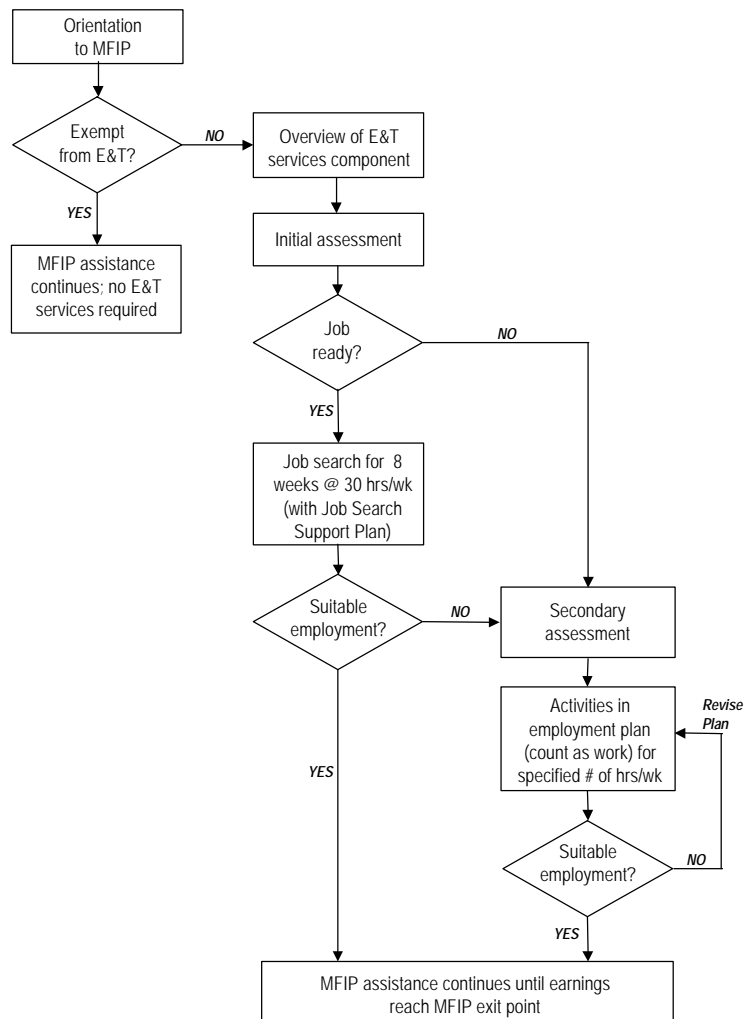 Orientation
to MFIP
Exempt
from E&T?
NO
Overview of E&T
services component
YES
MFIP assistance
continues; no E&T
services required
Initial assessment
Job
ready?
NO
YES
Job search for 8
weeks @ 30 hrs/wk
(with Job Search
Support Plan)
Suitable
employment?
NO
Secondary
assessment
Activities in
employment plan
(count as work) for
specified # of hrs/wk
Revise
Plan
YES
Suitable
employment?
NO
YES
MFIP assistance continues until earnings
reach MFIP exit point